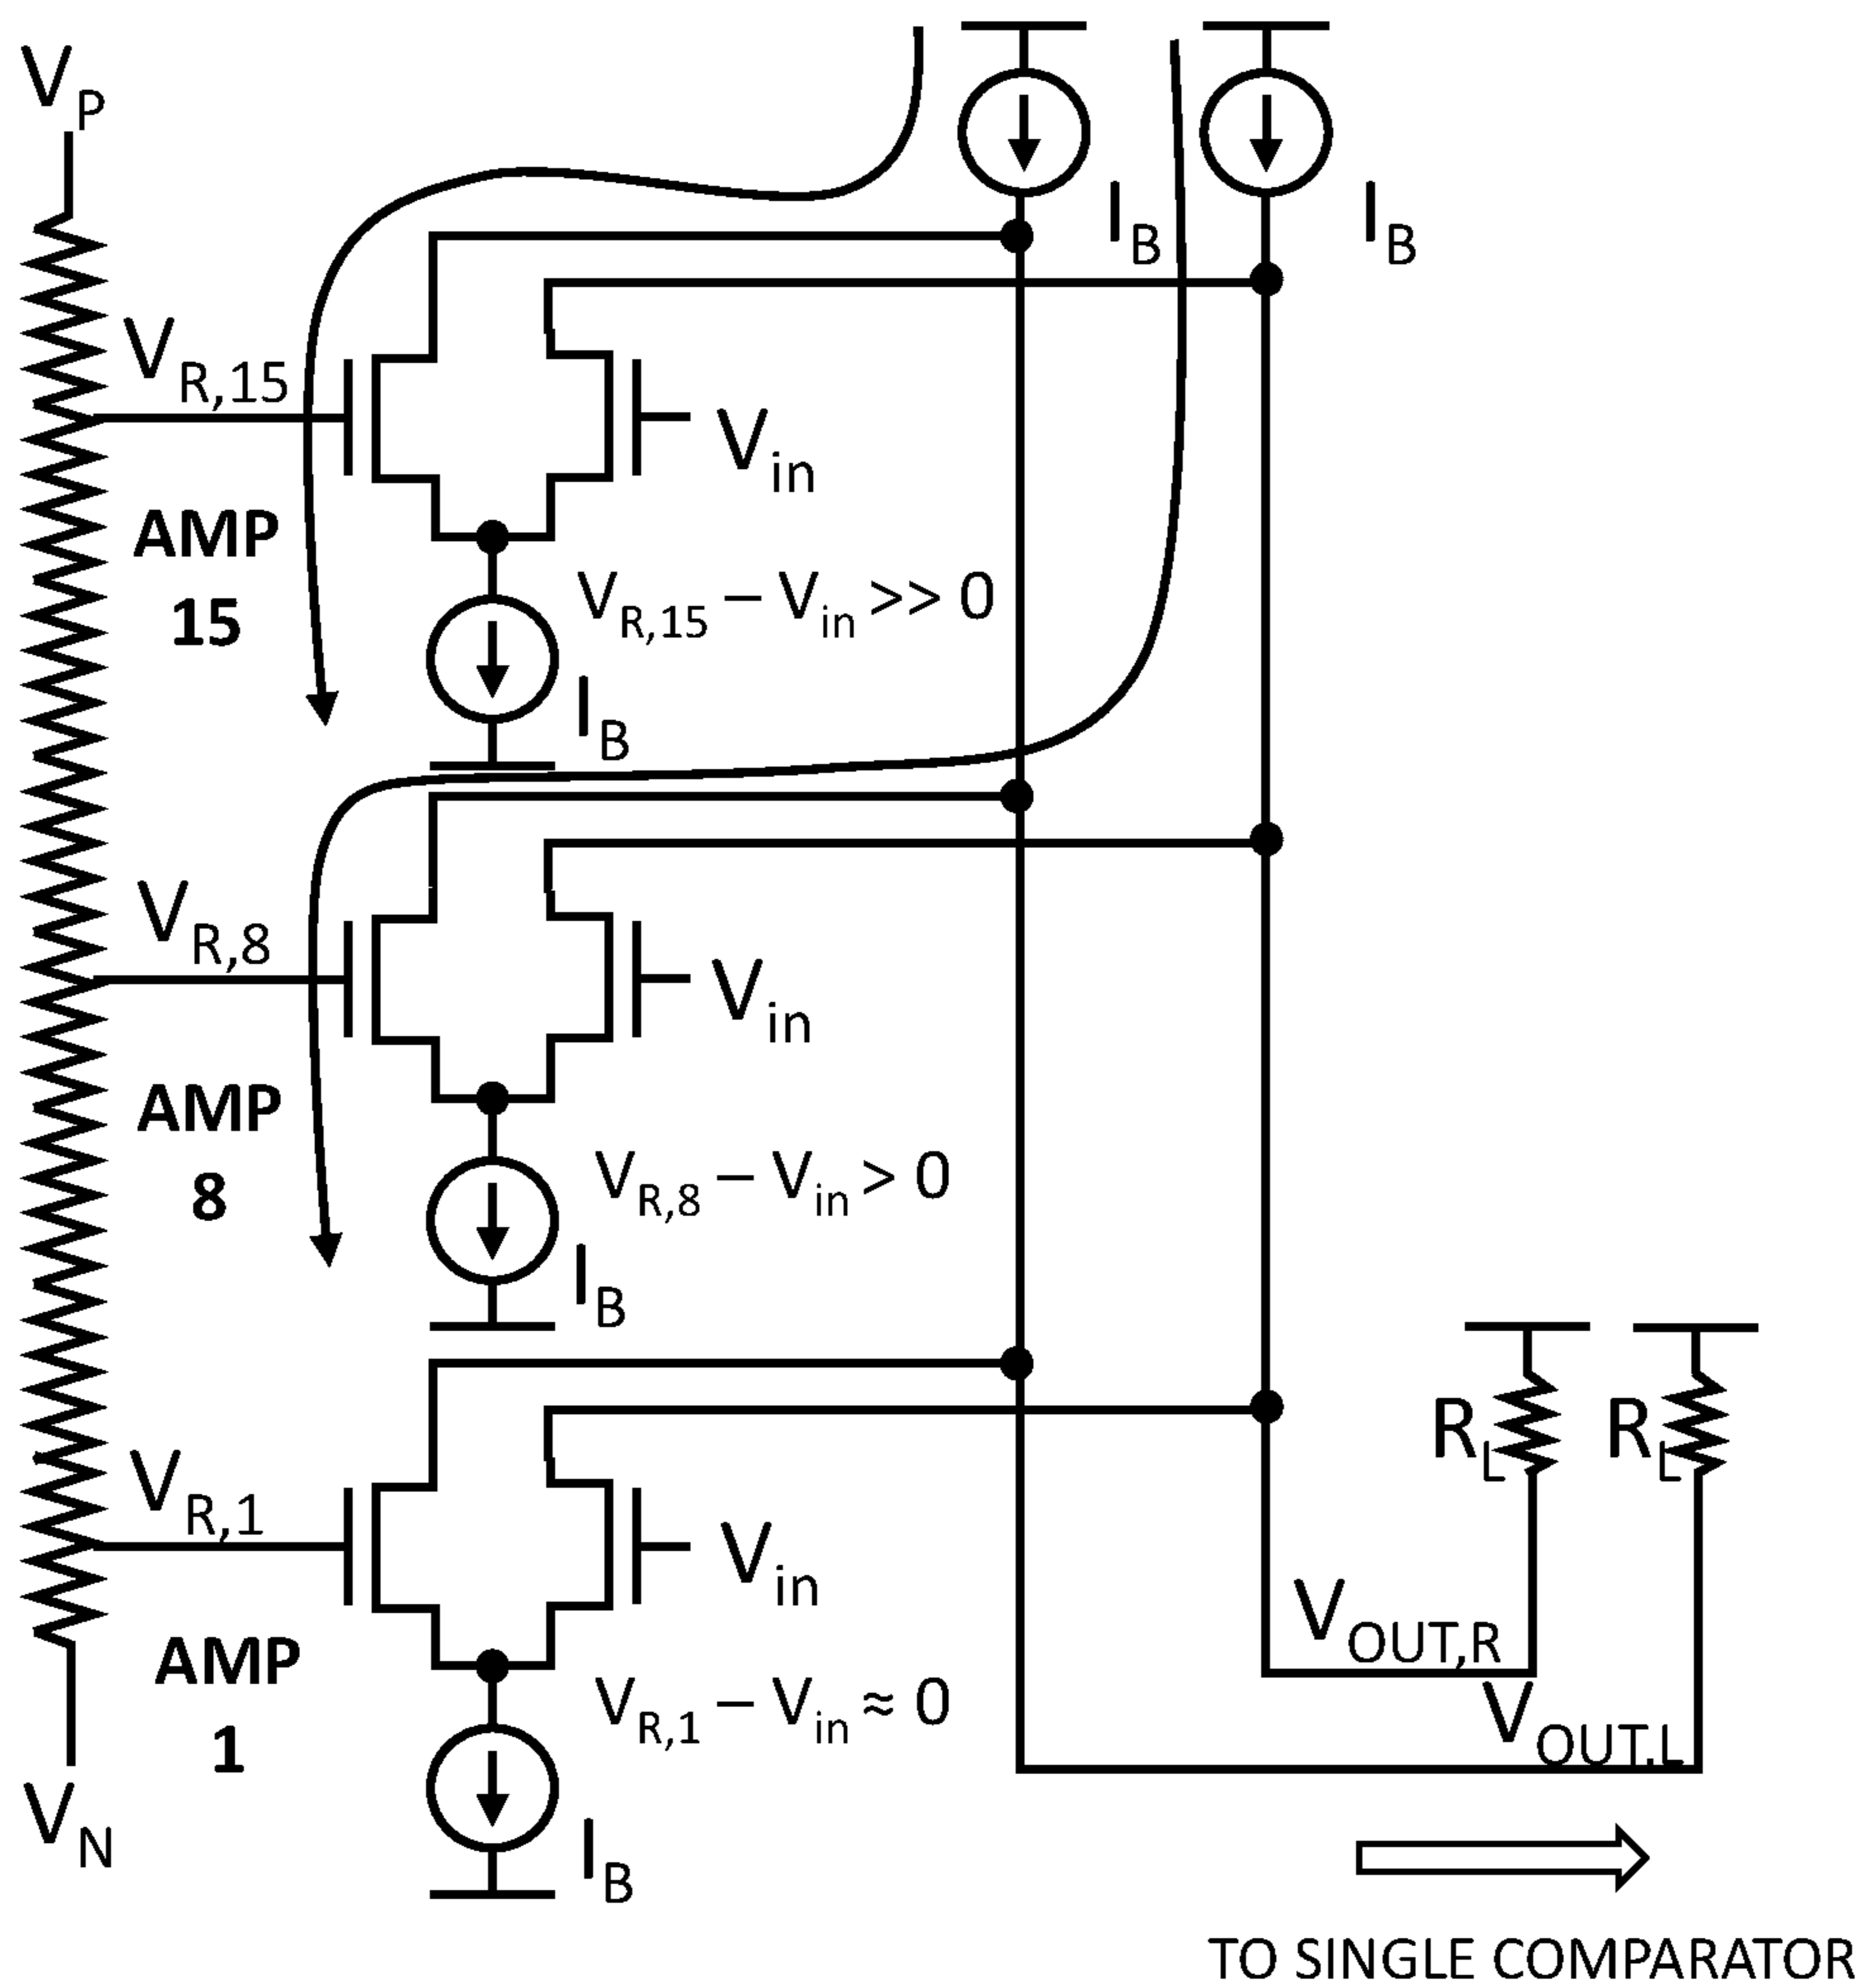 V_P
I_B
I_B
V_R,15
V_in
AMP
15
V_R,15 – V_in >> 0
I_B
V_R,8
V_in
AMP
8
V_R,8 – V_in > 0
I_B
R_L
R_L
V_R,1
V_in
V_OUT,R
AMP
1
V_R,1 – V_in ≈ 0
V_OUT,L
V_N
I_B
TO SINGLE COMPARATOR